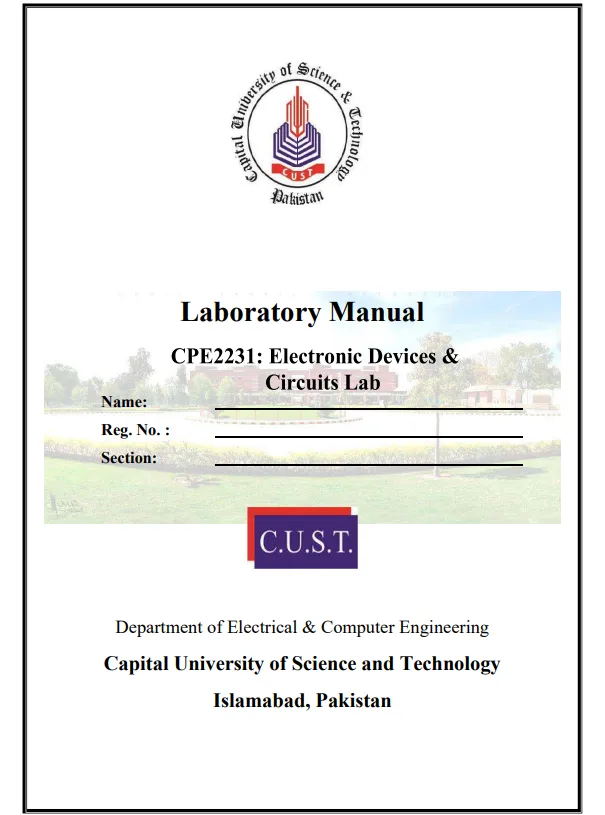 Capital University of Science & Technology
CUST
Pakistan
Laboratory Manual
CPE2231: Electronic Devices &
Circuits Lab
Name:
Reg. No. :
Section:
C.U.S.T.
Department of Electrical & Computer Engineering
Capital University of Science and Technology
Islamabad, Pakistan